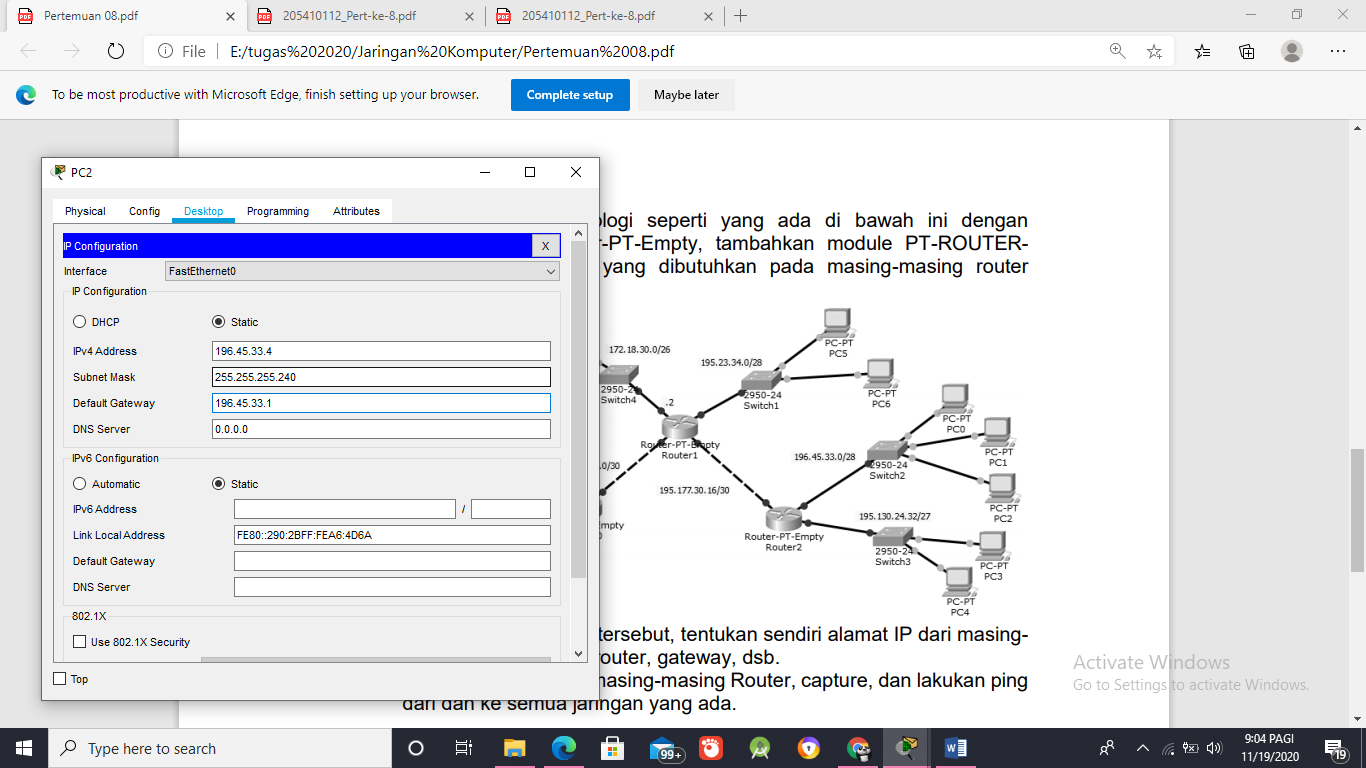 Pertemuan 08.pdf
205410112_Pert-ke-8.pdf
205410112_Pert-ke-8.pdf
File
E:/tugas%202020/Jaringan%20Komputer/Pertemuan%2008.pdf
To be most productive with Microsoft Edge, finish setting up your browser.
Complete setup
Maybe later
PC2
Physical Config Desktop Programming Attributes
IP Configuration
X
Interface
FastEthernet0
IP Configuration
DHCP
Static
IPv4 Address
196.45.33.4
Subnet Mask
255.255.255.240
Default Gateway
196.45.33.1
DNS Server
0.0.0.0
IPv6 Configuration
Automatic
Static
IPv6 Address
/
Link Local Address
FE80::290:2BFF:FEA6:4D6A
Default Gateway
DNS Server
802.1X
Use 802.1X Security
Top
ologi seperti yang ada di bawah ini dengan
r-PT-Empty, tambahkan module PT-ROUTER-
yang dibutuhkan pada masing-masing router
172.18.30.0/26
2950-24
Switch4
.2
195.23.34.0/28
2950-24
Switch1
PC-PT
PC5
PC-PT
PC6
Router-PT-Empty
Router1
.0/30
195.177.30.16/30
mpty
196.45.33.0/28
2950-24
Switch2
PC-PT
PC0
PC-PT
PC1
PC-PT
PC2
Router-PT-Empty
Router2
195.130.24.32/27
2950-24
Switch3
PC-PT
PC3
PC-PT
PC4
tersebut, tentukan sendiri alamat IP dari masing-
router, gateway, dsb.
masing-masing Router, capture, dan lakukan ping
dari dan ke semua jaringan yang ada.
Activate Windows
Go to Settings to activate Windows.
Type here to search
99+
9:04 PAGI
11/19/2020
19